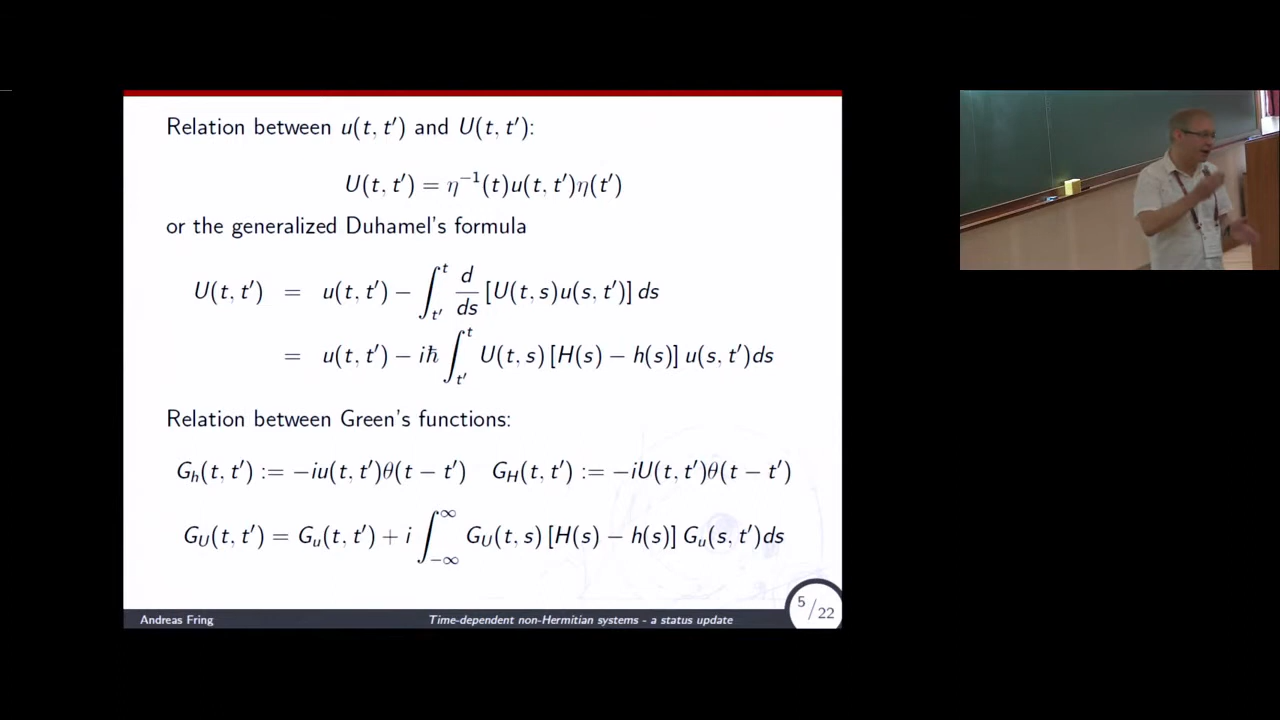 Relation between u(t, t′) and U(t, t′):
U(t, t′) = η⁻¹(t)u(t, t′)η(t′)
or the generalized Duhamel's formula
U(t, t′) = u(t, t′) − ∫_{t′}^{t} d/ds [U(t, s)u(s, t′)] ds
= u(t, t′) − iħ ∫_{t′}^{t} U(t, s) [H(s) − h(s)] u(s, t′)ds
Relation between Green's functions:
G_h(t, t′) := −iu(t, t′)θ(t − t′) G_H(t, t′) := −iU(t, t′)θ(t − t′)
G_U(t, t′) = G_u(t, t′) + i ∫_{−∞}^{∞} G_U(t, s) [H(s) − h(s)] G_u(s, t′)ds
Andreas Fring Time-dependent non-Hermitian systems - a status update 5/22